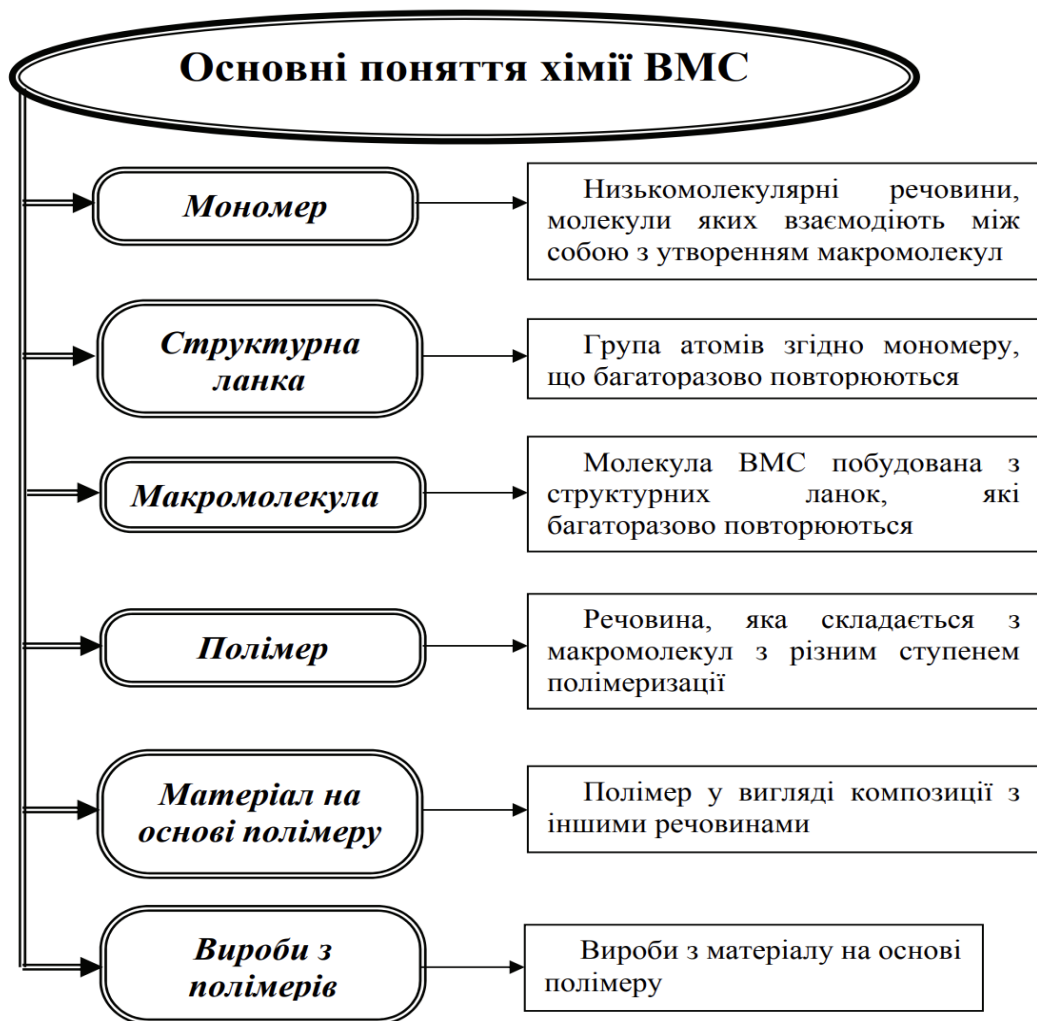 Основні поняття хімії ВМС
Мономер
Низькомолекулярні речовини,
молекули яких взаємодіють між
собою з утворенням макромолекул
Структурна
ланка
Група атомів згідно мономеру,
що багаторазово повторюються
Макромолекула
Молекула ВМС побудована з
структурних ланок, які
багаторазово повторюються
Полімер
Речовина, яка складається з
макромолекул з різним ступенем
полімеризації
Матеріал на
основі полімеру
Полімер у вигляді композиції з
іншими речовинами
Вироби з
полімерів
Вироби з матеріалу на основі
полімеру